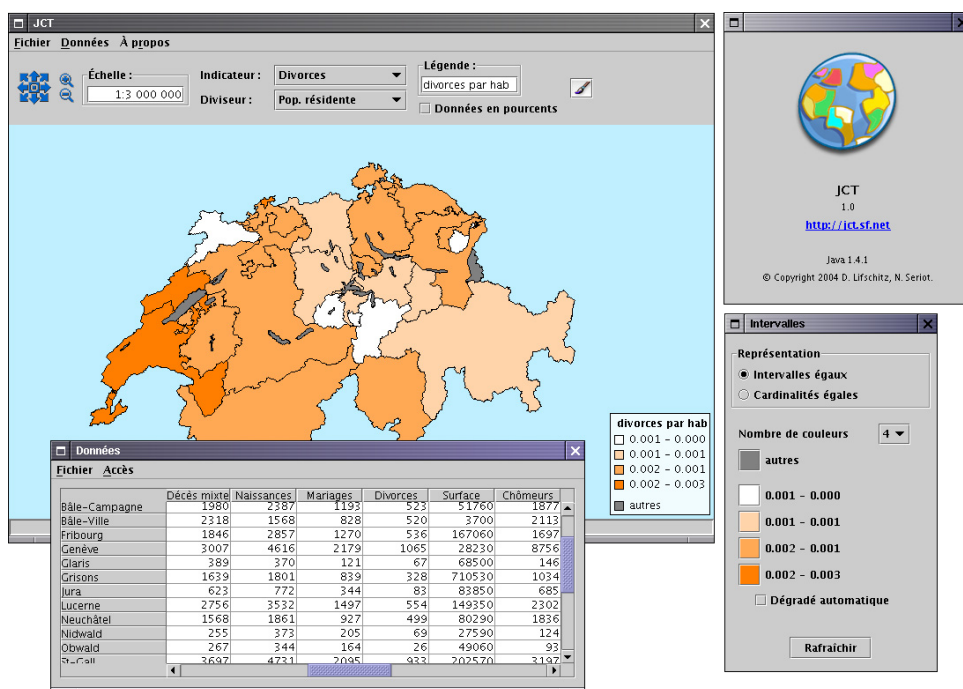 JCT
Fichier Données À propos
Échelle :
1:3 000 000
Indicateur : Divorces
Diviseur : Pop. résidente
Légende :
divorces par hab
Données en pourcents
divorces par hab
0.001 - 0.000
0.001 - 0.001
0.002 - 0.001
0.002 - 0.003
autres
Données
Fichier Accès
Décès mixte Naissances Mariages Divorces Surface Chômeurs
Bâle-Campagne 1980 2387 1193 523 51760 1877
Bâle-Ville 2318 1568 828 520 3700 2113
Fribourg 1846 2857 1270 536 167060 1697
Genève 3007 4616 2179 1065 28230 8756
Glaris 389 370 121 67 68500 146
Grisons 1639 1801 839 328 710530 1034
Jura 623 772 344 83 83850 685
Lucerne 2756 3532 1497 554 149350 2302
Neuchâtel 1568 1861 927 499 80290 1836
Nidwald 255 373 205 69 27590 124
Obwald 267 344 164 26 49060 93
St-Gall 3697 4731 2095 933 202570 3197
JCT
1.0
http://jct.sf.net
Java 1.4.1
© Copyright 2004 D. Lifschitz, N. Seriot.
Intervalles
Représentation
Intervalles égaux
Cardinalités égales
Nombre de couleurs 4
autres
0.001 - 0.000
0.001 - 0.001
0.002 - 0.001
0.002 - 0.003
Dégradé automatique
Rafraîchir